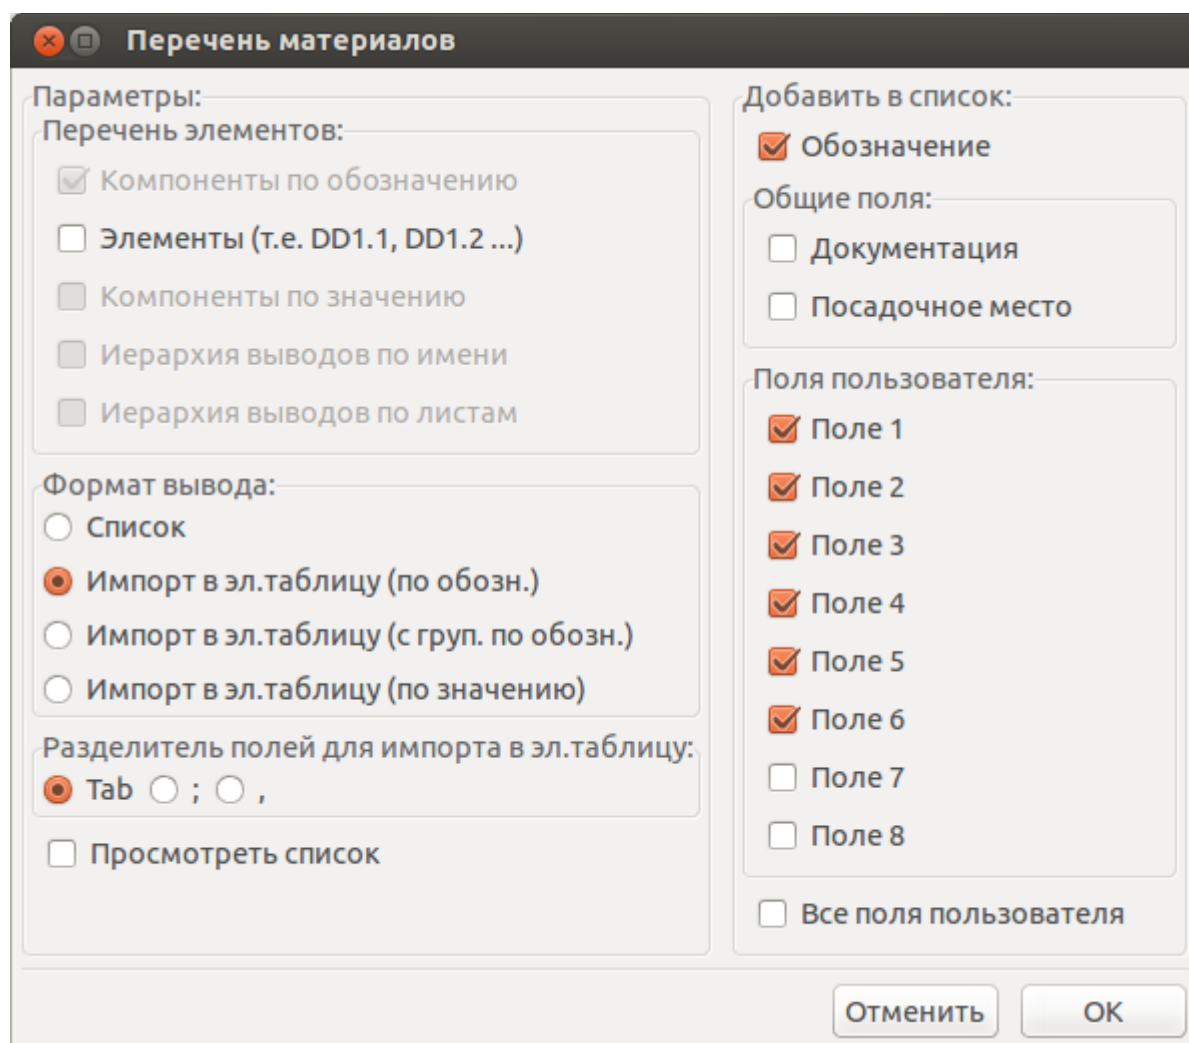 Перечень материалов
Параметры:
Перечень элементов:
Компоненты по обозначению
Элементы (т.е. DD1.1, DD1.2 ...)
Компоненты по значению
Иерархия выводов по имени
Иерархия выводов по листам
Формат вывода:
Список
Импорт в эл.таблицу (по обозн.)
Импорт в эл.таблицу (с груп. по обозн.)
Импорт в эл.таблицу (по значению)
Разделитель полей для импорта в эл.таблицу:
Tab ; ,
Просмотреть список
Добавить в список:
Обозначение
Общие поля:
Документация
Посадочное место
Поля пользователя:
Поле 1
Поле 2
Поле 3
Поле 4
Поле 5
Поле 6
Поле 7
Поле 8
Все поля пользователя
Отменить
OK